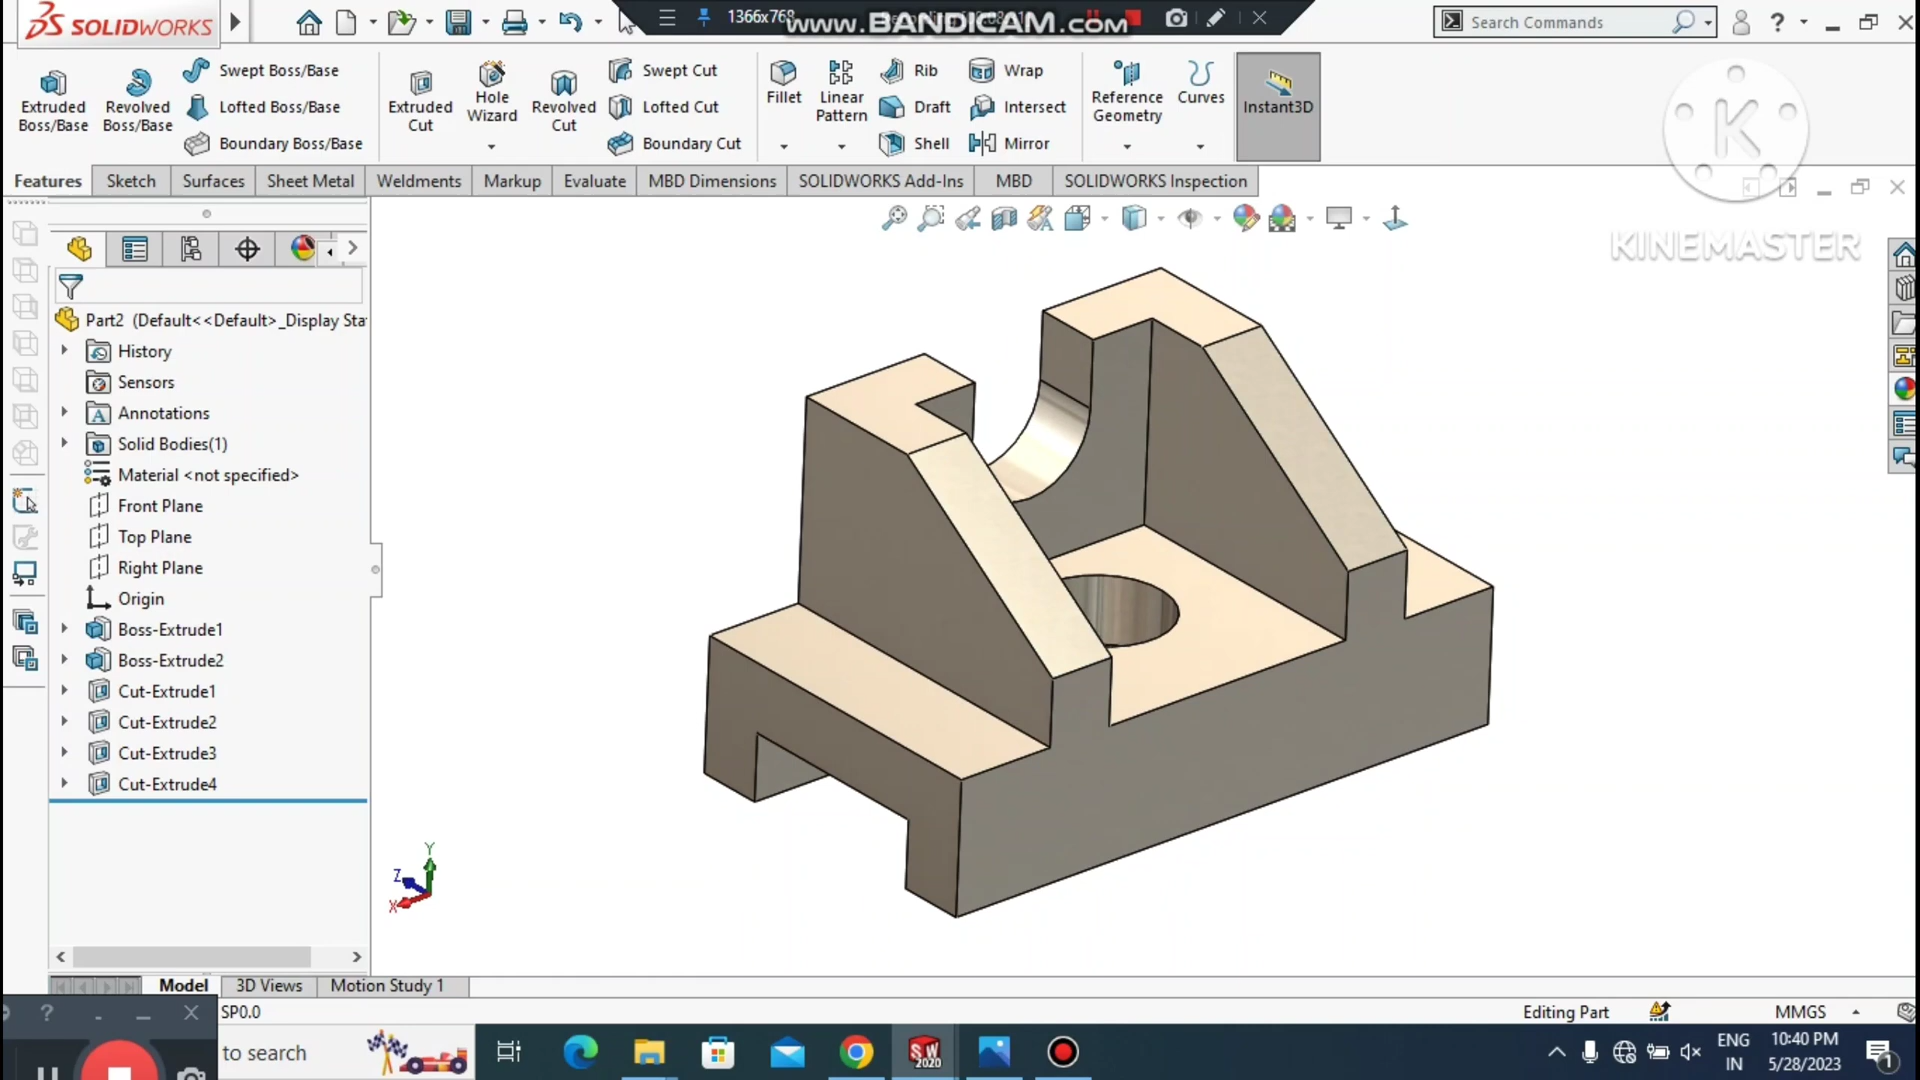 SOLIDWORKS
1366x768
www.BANDICAM.com
Search Commands
?
Extruded Boss/Base
Revolved Boss/Base
Swept Boss/Base
Lofted Boss/Base
Boundary Boss/Base
Extruded Cut
Hole Wizard
Revolved Cut
Swept Cut
Lofted Cut
Boundary Cut
Fillet
Linear Pattern
Rib
Draft
Shell
Wrap
Intersect
Mirror
Reference Geometry
Curves
Instant3D
K
KINEMASTER
Features
Sketch
Surfaces
Sheet Metal
Weldments
Markup
Evaluate
MBD Dimensions
SOLIDWORKS Add-Ins
MBD
SOLIDWORKS Inspection
Part2 (Default<<Default>_Display Sta
History
Sensors
Annotations
Solid Bodies(1)
Material <not specified>
Front Plane
Top Plane
Right Plane
Origin
Boss-Extrude1
Boss-Extrude2
Cut-Extrude1
Cut-Extrude2
Cut-Extrude3
Cut-Extrude4
Y
Z
X
Model
3D Views
Motion Study 1
?
SP0.0
Editing Part
MMGS
to search
SW
2020
ENG
IN
10:40 PM
5/28/2023
1